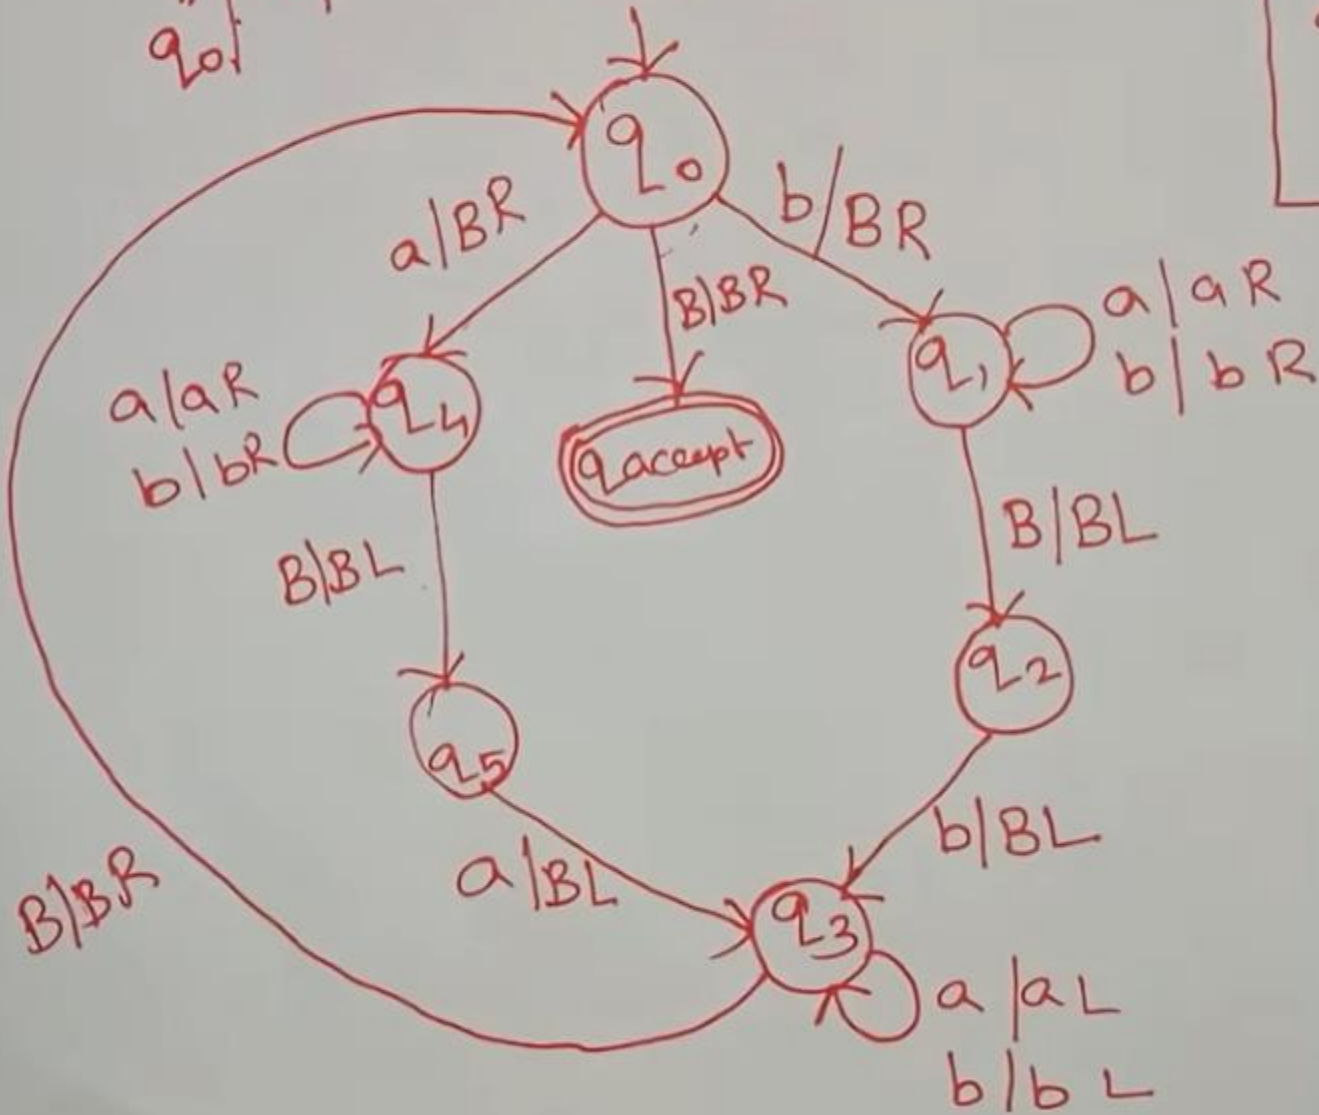 q0
q0
b/BR
a/BR
B/BR
a/aR
b/bR
q1
a/aR
b/bR
q4
qaccept
B/BL
B/BL
q2
q5
b/BL
a/BL
B/BR
q3
a/aL
b/bL